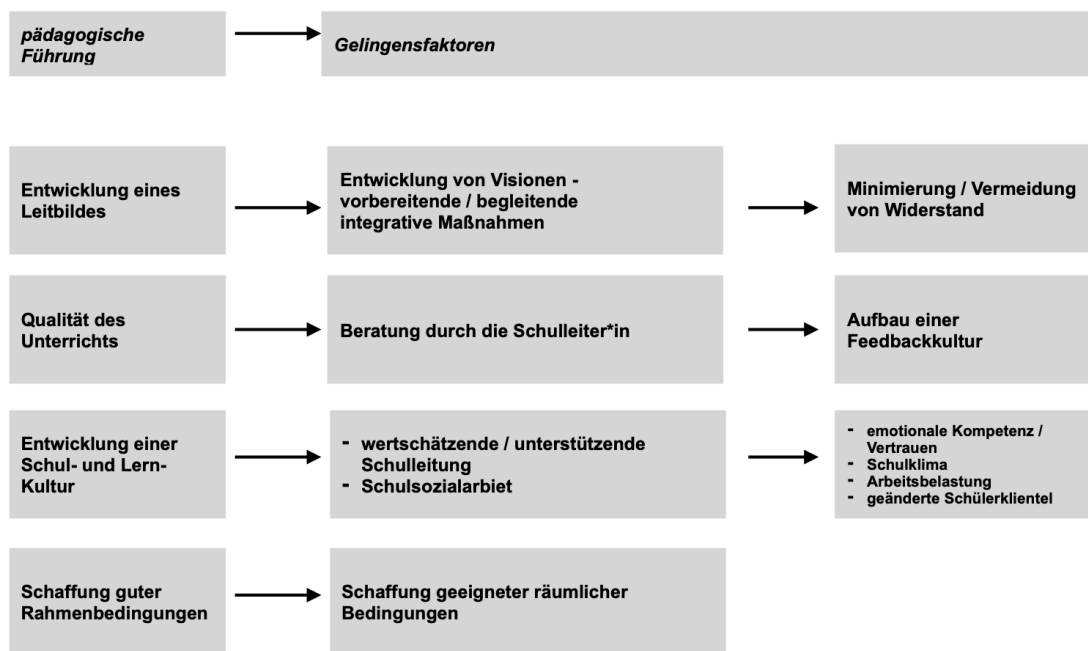 pädagogische
Führung
Gelingensfaktoren
Entwicklung eines
Leitbildes
Entwicklung von Visionen -
vorbereitende / begleitende
integrative Maßnahmen
Minimierung / Vermeidung
von Widerstand
Qualität des
Unterrichts
Beratung durch die Schulleiter*in
Aufbau einer
Feedbackkultur
Entwicklung einer
Schul- und Lern-
Kultur
- wertschätzende / unterstützende
Schulleitung
- Schulsozialarbiet
- emotionale Kompetenz /
Vertrauen
- Schulklima
- Arbeitsbelastung
- geänderte Schülerklientel
Schaffung guter
Rahmenbedingungen
Schaffung geeigneter räumlicher
Bedingungen